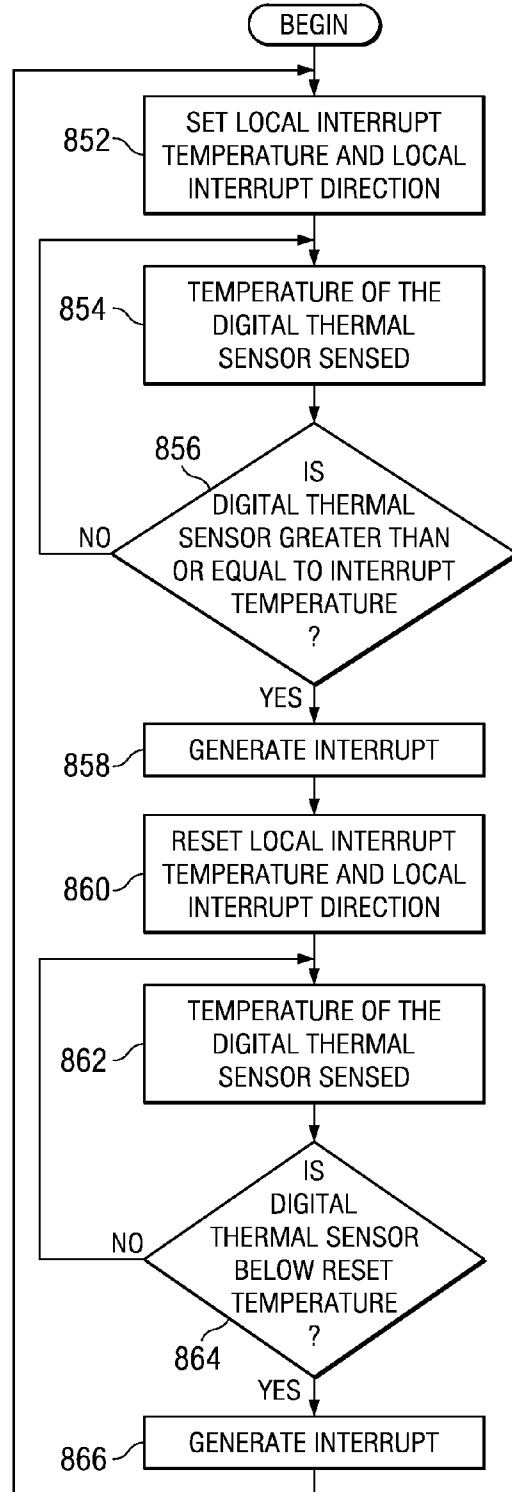 BEGIN
852
SET LOCAL INTERRUPT
TEMPERATURE AND LOCAL
INTERRUPT DIRECTION
854
TEMPERATURE OF THE
DIGITAL THERMAL
SENSOR SENSED
856
IS
DIGITAL THERMAL
SENSOR GREATER THAN
OR EQUAL TO INTERRUPT
TEMPERATURE
?
NO
YES
858
GENERATE INTERRUPT
860
RESET LOCAL INTERRUPT
TEMPERATURE AND LOCAL
INTERRUPT DIRECTION
862
TEMPERATURE OF THE
DIGITAL THERMAL
SENSOR SENSED
IS
DIGITAL
THERMAL SENSOR
BELOW RESET
TEMPERATURE
?
NO
864
YES
866
GENERATE INTERRUPT